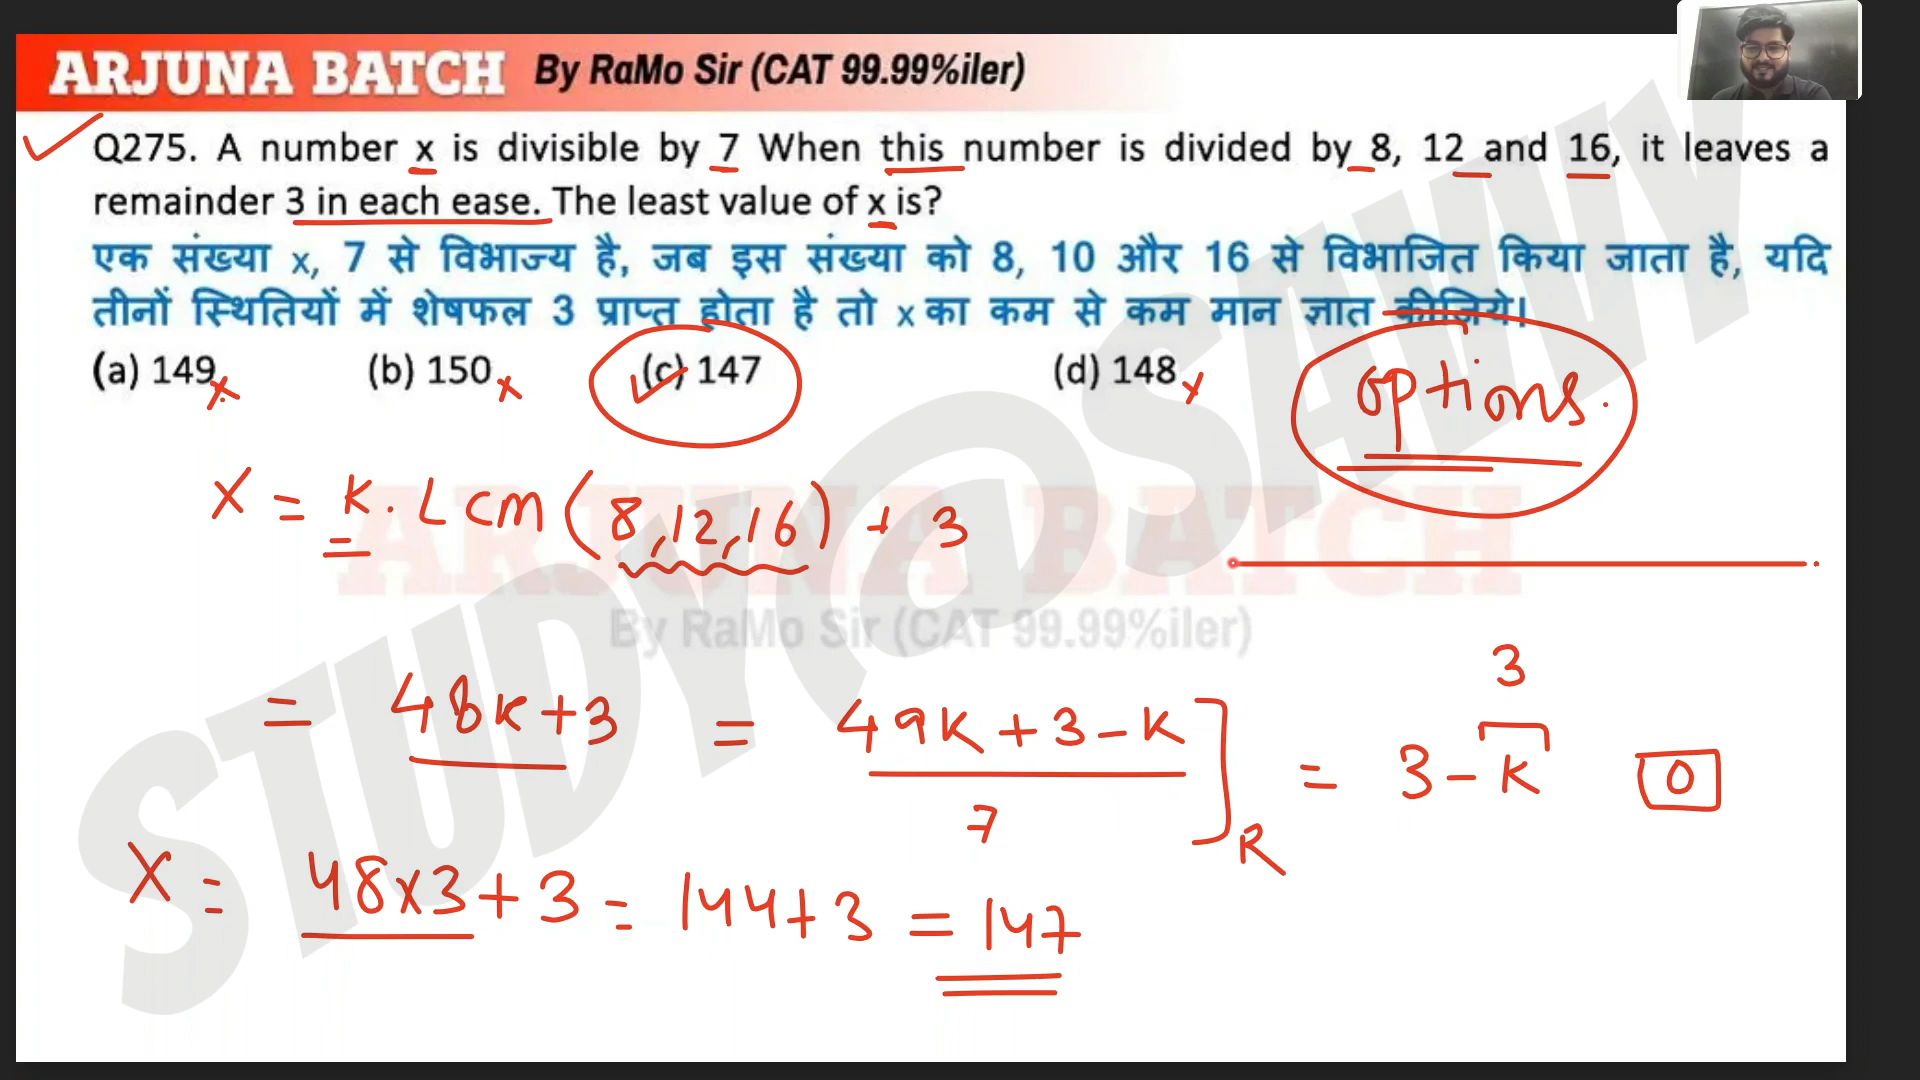 ARJUNA BATCH By RaMo Sir (CAT 99.99%iler)
Q275. A number x is divisible by 7 When this number is divided by 8, 12 and 16, it leaves a
remainder 3 in each ease. The least value of x is?
एक संख्या x, 7 से विभाज्य है, जब इस संख्या को 8, 10 और 16 से विभाजित किया जाता है, यदि
तीनों स्थितियों में शेषफल 3 प्राप्त होता है तो x का कम से कम मान ज्ञात कीजिये।
(a) 149 (b) 150 (c) 147 (d) 148
options.
X = K. LCM (8,12,16) + 3
ARJUNA BATCH
By RaMo Sir (CAT 99.99%iler)
STUDY@SAVVY
= 48K+3 = 49K+3-K
7 ]R = 3-K 0
3
X = 48x3+3 = 144+3 = 147